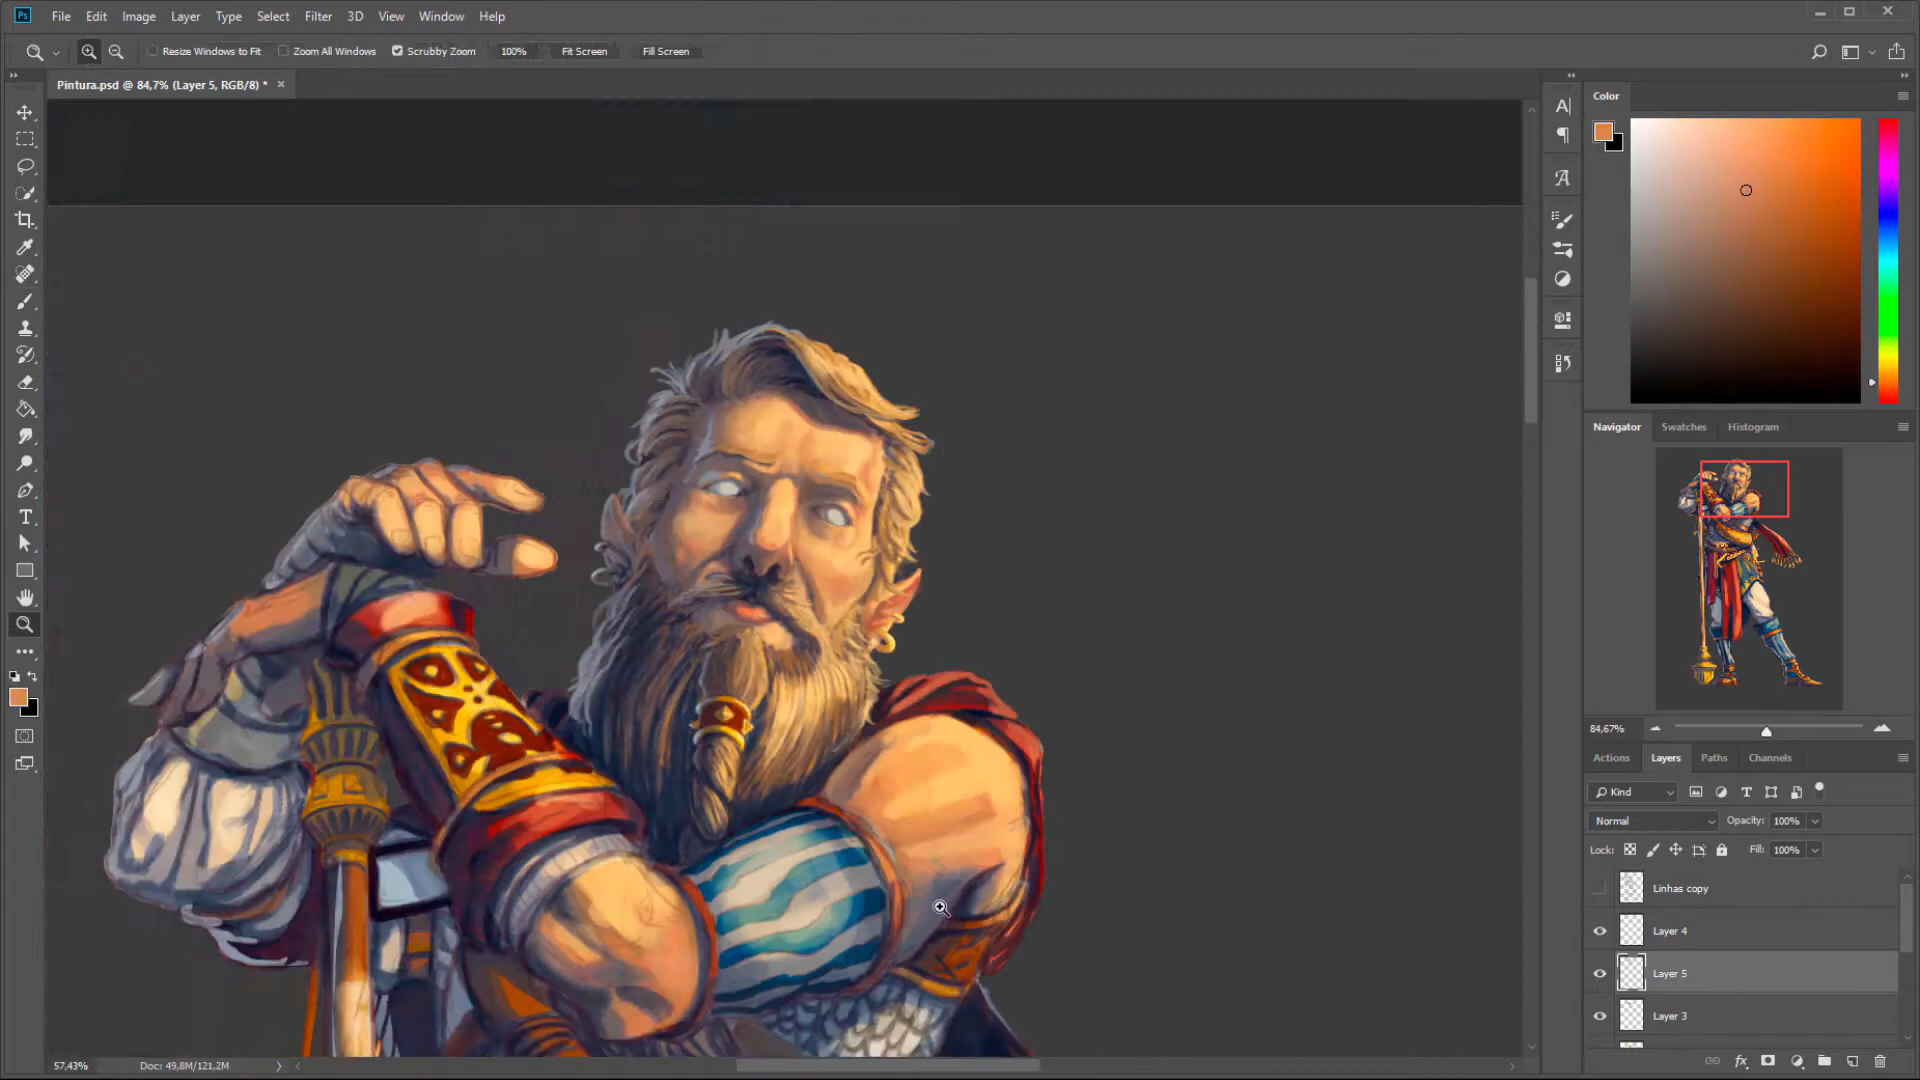 Ps File Edit Image Layer Type Select Filter 3D View Window Help
Resize Windows to Fit Zoom All Windows Scrubby Zoom 100% Fit Screen Fill Screen
Pintura.psd @ 84,7% (Layer 5, RGB/8) *
Color
Navigator Swatches Histogram
84,67%
Actions Layers Paths Channels
Kind
Normal Opacity: 100%
Lock: Fill: 100%
Linhas copy
Layer 4
Layer 5
Layer 3
57,43% Doc: 49,8M/121,2M